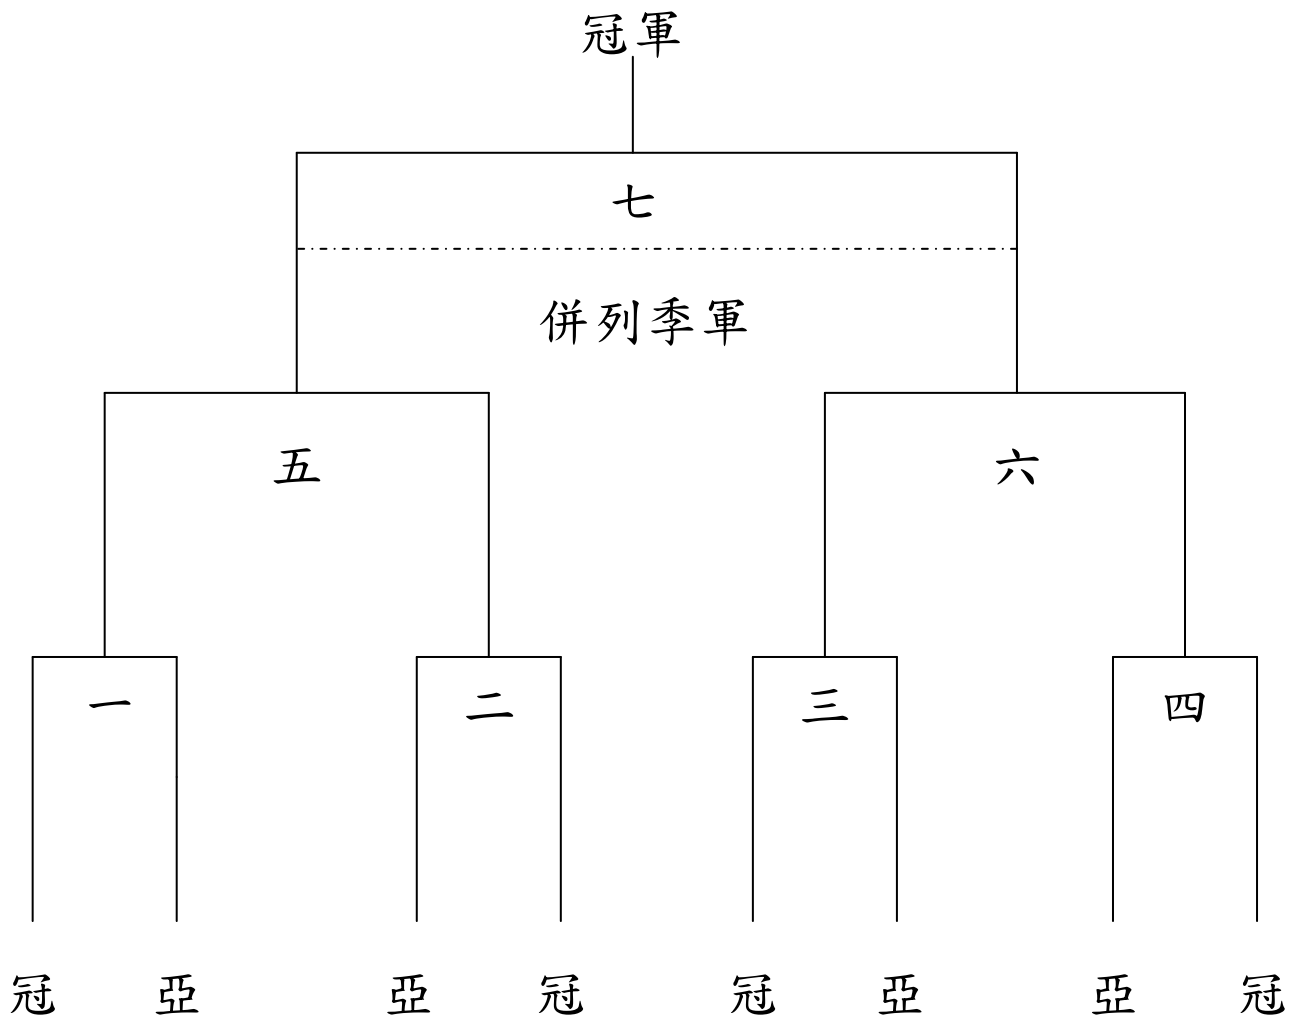 冠軍
七
併列季軍
五 六
一 二 三 四
冠 亞 亞 冠 冠 亞 亞 冠